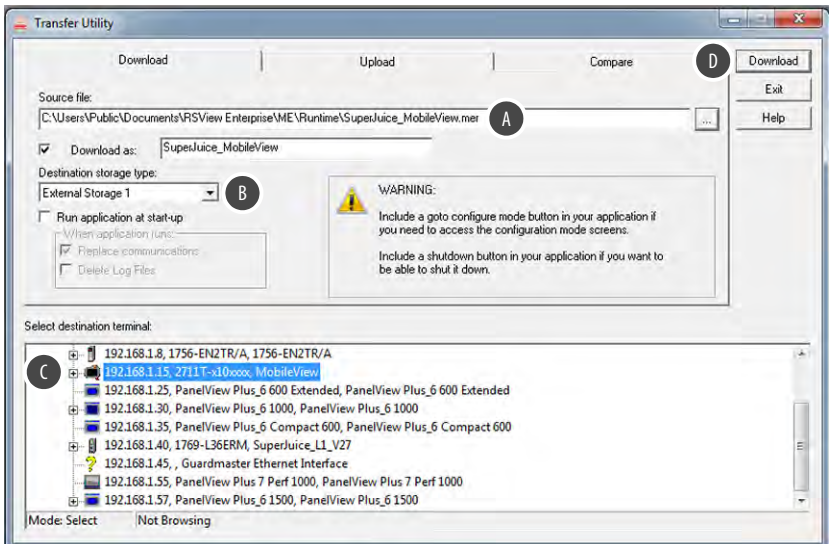 Transfer Utility
Download
Upload
Compare
D
Download
Exit
Help
Source file:
C:\Users\Public\Documents\RSView Enterprise\ME\Runtime\SuperJuice_MobileView.mer
A
...
Download as:
SuperJuice_MobileView
Destination storage type:
External Storage 1
B
Run application at start-up
When application runs:
Replace communications
Delete Log Files
WARNING:
Include a goto configure mode button in your application if
you need to access the configuration mode screens.
Include a shutdown button in your application if you want to
be able to shut it down.
Select destination terminal:
192.168.1.8, 1756-EN2TR/A, 1756-EN2TR/A
C
192.168.1.15, 2711T-x10xxxx, MobileView
192.168.1.25, PanelView Plus_6 600 Extended, PanelView Plus_6 600 Extended
192.168.1.30, PanelView Plus_6 1000, PanelView Plus_6 1000
192.168.1.35, PanelView Plus_6 Compact 600, PanelView Plus_6 Compact 600
192.168.1.40, 1769-L36ERM, SuperJuice_L1_V27
192.168.1.45, , Guardmaster Ethernet Interface
192.168.1.55, PanelView Plus 7 Perf 1000, PanelView Plus 7 Perf 1000
192.168.1.57, PanelView Plus_6 1500, PanelView Plus_6 1500
Mode: Select
Not Browsing